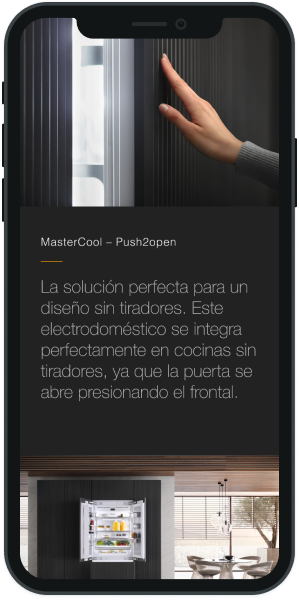 MasterCool – Push2open
La solución perfecta para un
diseño sin tiradores. Este
electrodoméstico se integra
perfectamente en cocinas sin
tiradores, ya que la puerta se
abre presionando el frontal.